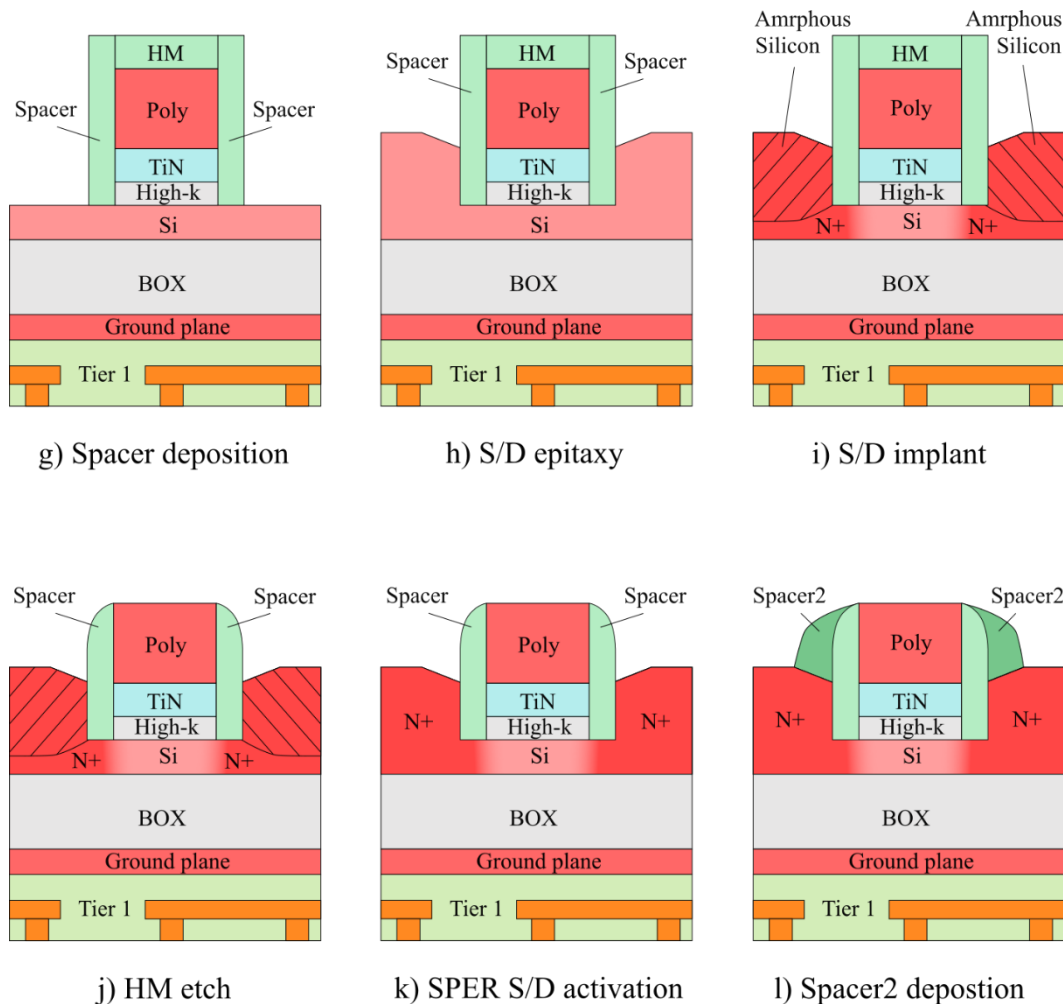 HM
Poly
Spacer
Spacer
TiN
High-k
Si
BOX
Ground plane
Tier 1
g) Spacer deposition
HM
Spacer
Spacer
Poly
TiN
High-k
Si
BOX
Ground plane
Tier 1
h) S/D epitaxy
Amrphous
Silicon
Amrphous
Silicon
HM
Poly
TiN
High-k
N+
Si
N+
BOX
Ground plane
Tier 1
i) S/D implant
Spacer
Spacer
Poly
TiN
High-k
N+
Si
N+
BOX
Ground plane
Tier 1
j) HM etch
Spacer
Spacer
Poly
TiN
N+
N+
High-k
Si
BOX
Ground plane
Tier 1
k) SPER S/D activation
Spacer2
Spacer2
Poly
TiN
N+
N+
High-k
Si
BOX
Ground plane
Tier 1
l) Spacer2 depostion